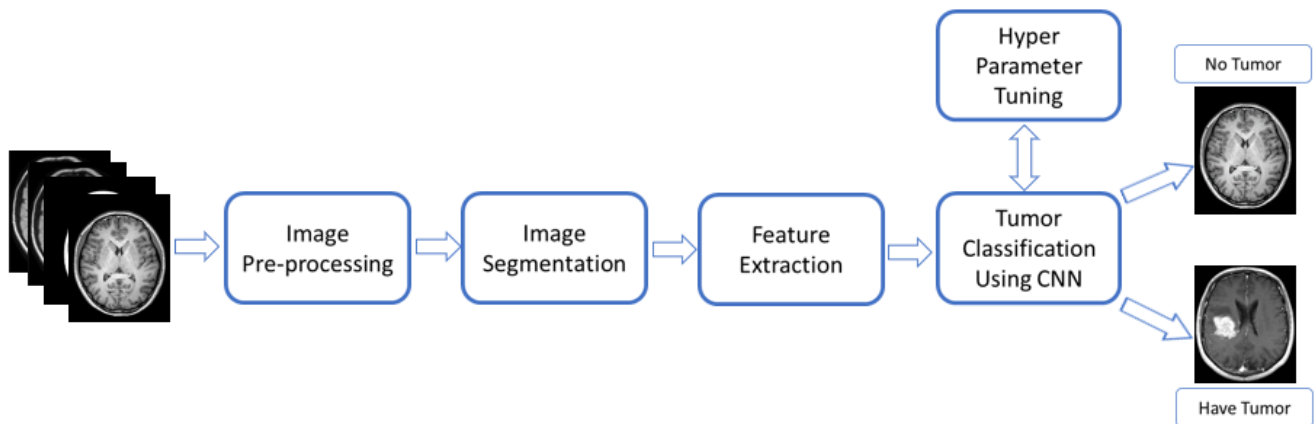 Image
Pre-processing
Image
Segmentation
Feature
Extraction
Hyper
Parameter
Tuning
Tumor
Classification
Using CNN
No Tumor
Have Tumor